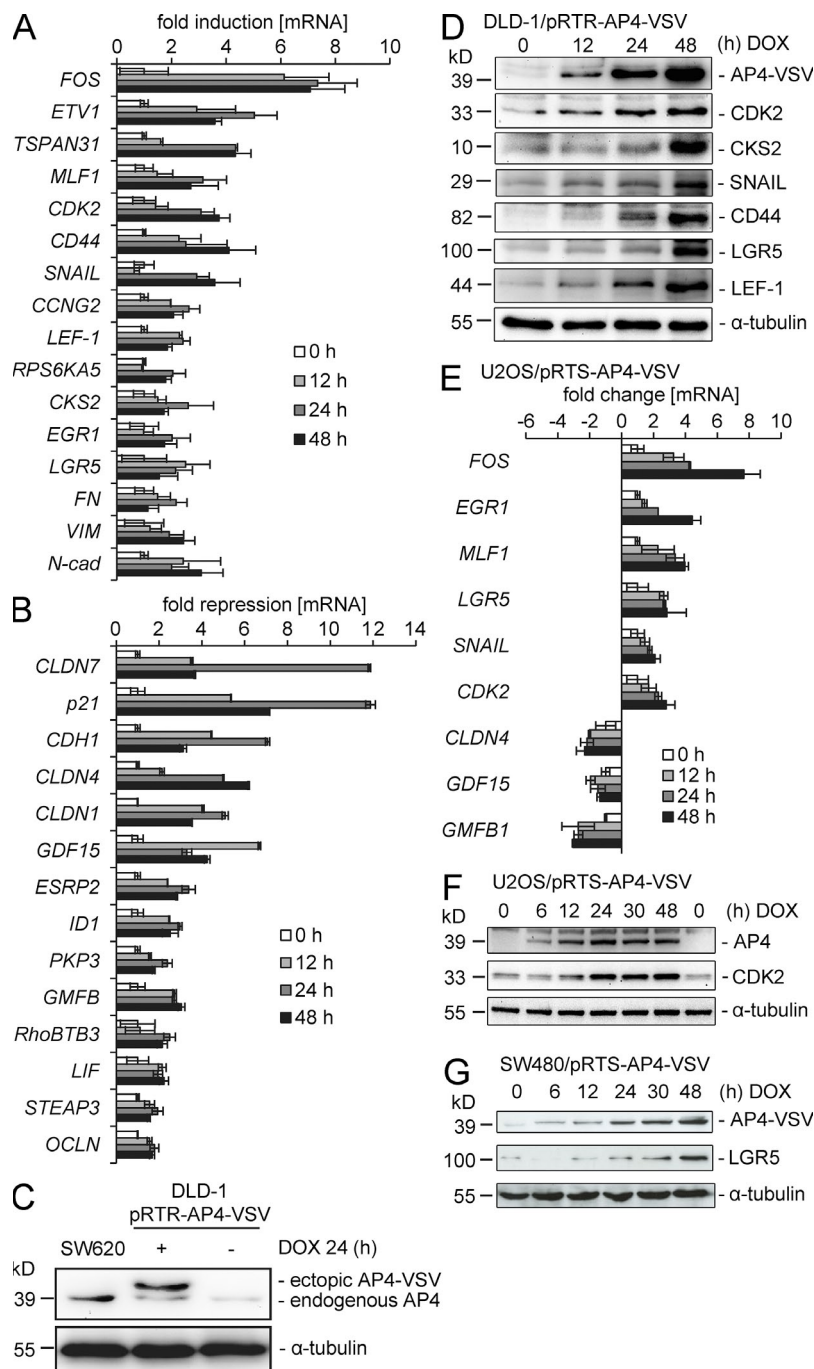 A
fold induction [mRNA]
0 2 4 6 8 10
FOS
ETV1
TSPAN31
MLF1
CDK2
CD44
SNAIL
CCNG2
LEF-1
RPS6KA5
CKS2
EGR1
LGR5
FN
VIM
N-cad
0 h
12 h
24 h
48 h
B
fold repression [mRNA]
0 2 4 6 8 10 12 14
CLDN7
p21
CDH1
CLDN4
CLDN1
GDF15
ESRP2
ID1
PKP3
GMFB
RhoBTB3
LIF
STEAP3
OCLN
0 h
12 h
24 h
48 h
C
DLD-1
pRTR-AP4-VSV
kD SW620 + - DOX 24 (h)
- ectopic AP4-VSV
39 - endogenous AP4
55 - α-tubulin
D
DLD-1/pRTR-AP4-VSV
kD 0 12 24 48 (h) DOX
39 - AP4-VSV
33 - CDK2
10 - CKS2
29 - SNAIL
82 - CD44
100 - LGR5
44 - LEF-1
55 - α-tubulin
E
U2OS/pRTS-AP4-VSV
fold change [mRNA]
-6 -4 -2 0 2 4 6 8 10
FOS
EGR1
MLF1
LGR5
SNAIL
CDK2
CLDN4
GDF15
GMFB1
0 h
12 h
24 h
48 h
F
U2OS/pRTS-AP4-VSV
kD 0 6 12 24 30 48 0 (h) DOX
39 - AP4
33 - CDK2
55 - α-tubulin
G
SW480/pRTS-AP4-VSV
kD 0 6 12 24 30 48 (h) DOX
39 - AP4-VSV
100 - LGR5
55 - α-tubulin